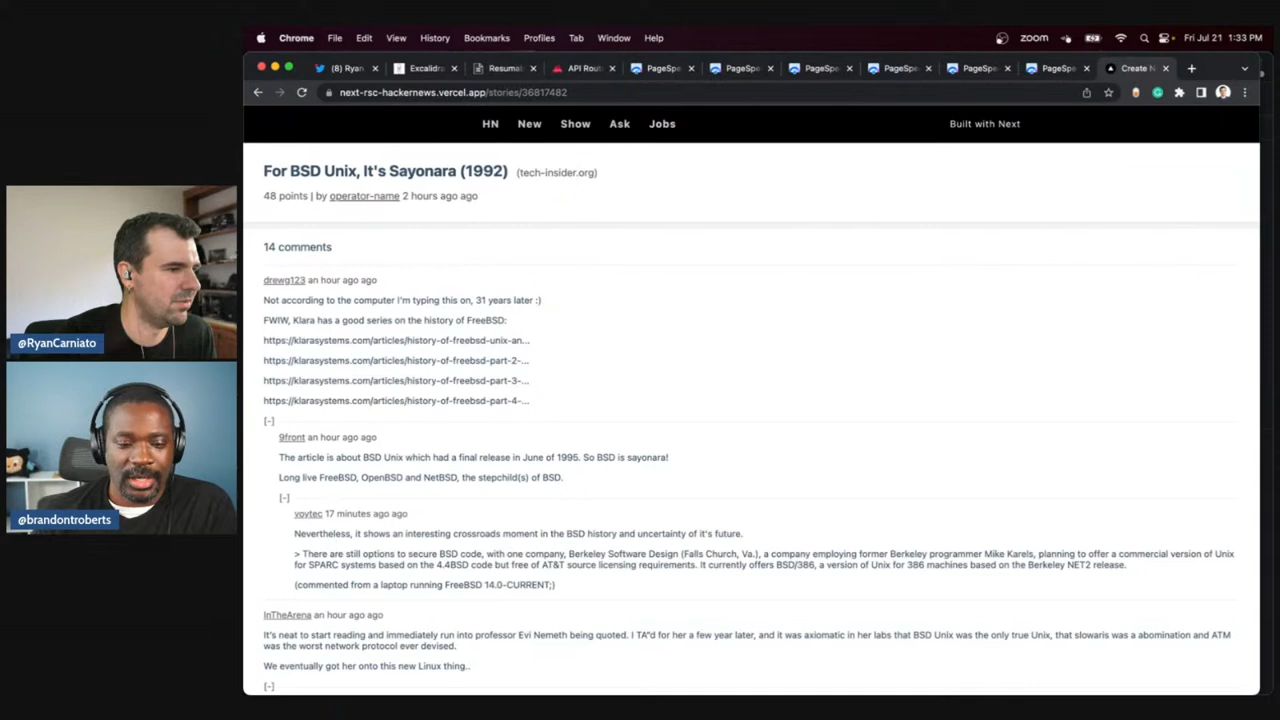 Chrome File Edit View History Bookmarks Profiles Tab Window Help zoom Fri Jul 21 1:33 PM
(8) Ryan Excalidra Resuma API Rout PageSpe PageSpe PageSpe PageSpe PageSpe PageSpe Create N
next-rsc-hackernews.vercel.app/stories/36817482
HN New Show Ask Jobs Built with Next
For BSD Unix, It's Sayonara (1992) (tech-insider.org)
48 points | by operator-name 2 hours ago ago
14 comments
drewg123 an hour ago ago
Not according to the computer I'm typing this on, 31 years later :)
FWIW, Klara has a good series on the history of FreeBSD:
https://klarasystems.com/articles/history-of-freebsd-unix-an...
https://klarasystems.com/articles/history-of-freebsd-part-2-...
https://klarasystems.com/articles/history-of-freebsd-part-3-...
https://klarasystems.com/articles/history-of-freebsd-part-4-...
[-]
9front an hour ago ago
The article is about BSD Unix which had a final release in June of 1995. So BSD is sayonara!
Long live FreeBSD, OpenBSD and NetBSD, the stepchild(s) of BSD.
[-]
voytec 17 minutes ago ago
Nevertheless, it shows an interesting crossroads moment in the BSD history and uncertainty of it's future.
> There are still options to secure BSD code, with one company, Berkeley Software Design (Falls Church, Va.), a company employing former Berkeley programmer Mike Karels, planning to offer a commercial version of Unix
for SPARC systems based on the 4.4BSD code but free of AT&T source licensing requirements. It currently offers BSD/386, a version of Unix for 386 machines based on the Berkeley NET2 release.
(commented from a laptop running FreeBSD 14.0-CURRENT;)
InTheArena an hour ago ago
It's neat to start reading and immediately run into professor Evi Nemeth being quoted. I TA"d for her a few year later, and it was axiomatic in her labs that BSD Unix was the only true Unix, that slowaris was a abomination and ATM
was the worst network protocol ever devised.
We eventually got her onto this new Linux thing..
[-]
@RyanCarniato
@brandontroberts